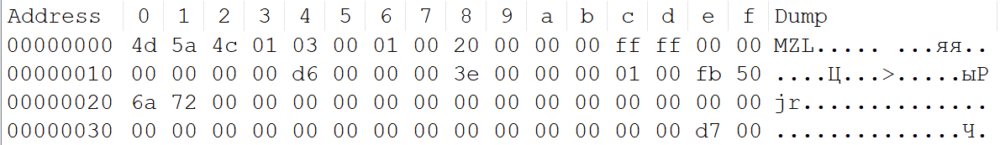 Address 0 1 2 3 4 5 6 7 8 9 a b c d e f Dump
00000000 4d 5a 4c 01 03 00 01 00 20 00 00 00 ff ff 00 00 MZL..... ...яя..
00000010 00 00 00 00 d6 00 00 00 3e 00 00 00 01 00 fb 50 ....Ц...>.....ыP
00000020 6a 72 00 00 00 00 00 00 00 00 00 00 00 00 00 00 jr..............
00000030 00 00 00 00 00 00 00 00 00 00 00 00 00 00 d7 00 ..............Ч.